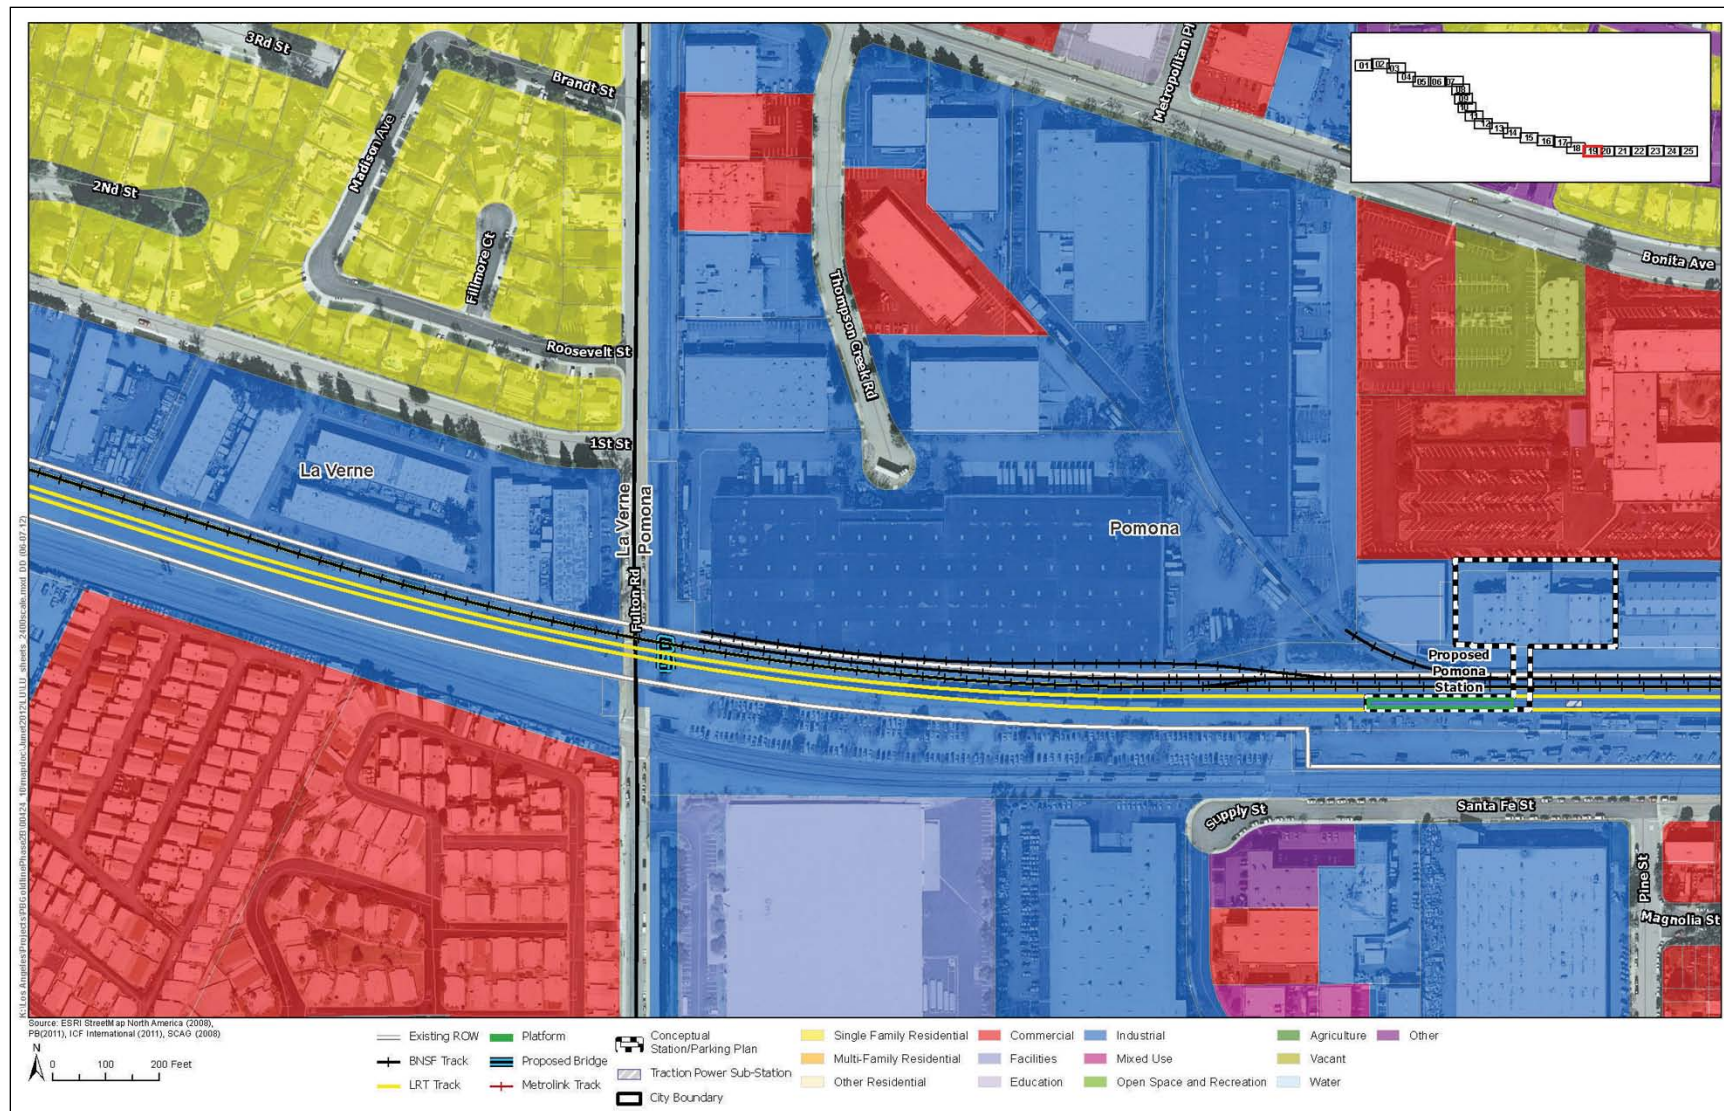 3Rd St
Brandt St
Madison Ave
2Nd St
Fillmore Ct
Roosevelt St
1St St
La Verne
La Verne
Pomona
Fulton Rd
Thompson Creek Rd
Metropolitan Pl
Bonita Ave
01 02 03 04 05 06 07 08 09 10 11 12 13 14 15 16 17 18 19 20 21 22 23 24 25
Pomona
Proposed
Pomona
Station
Supply St
Santa Fe St
Pine St
Magnolia St
Source: ESRI StreetMap North America (2008),
PB(2011), ICF International (2011), SCAG (2008)
N
0 100 200 Feet
Existing ROW
BNSF Track
LRT Track
Platform
Proposed Bridge
Metrolink Track
Conceptual
Station/Parking Plan
Traction Power Sub-Station
City Boundary
Single Family Residential
Multi-Family Residential
Other Residential
Commercial
Facilities
Education
Industrial
Mixed Use
Open Space and Recreation
Agriculture
Vacant
Water
Other